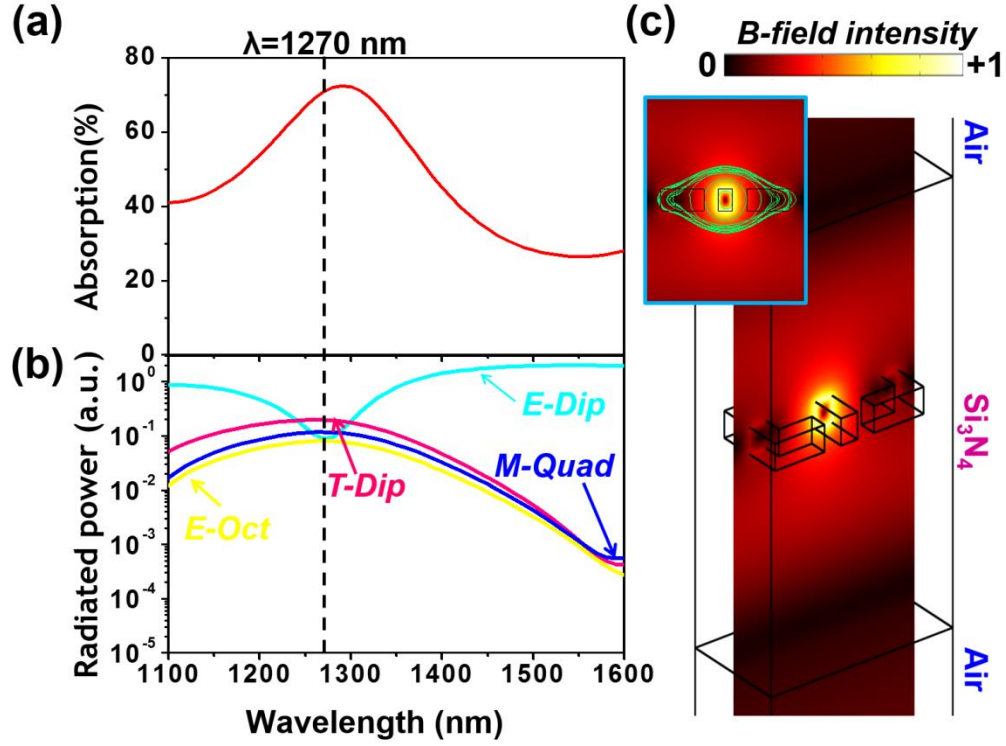 (a)
λ=1270 nm
80
60
40
20
0
Absorption(%)
(b)
10⁰
10⁻¹
10⁻²
10⁻³
10⁻⁴
10⁻⁵
Radiated power (a.u.)
E-Dip
T-Dip
M-Quad
E-Oct
1100 1200 1300 1400 1500 1600
Wavelength (nm)
(c)
B-field intensity
0 +1
Air
Si₃N₄
Air